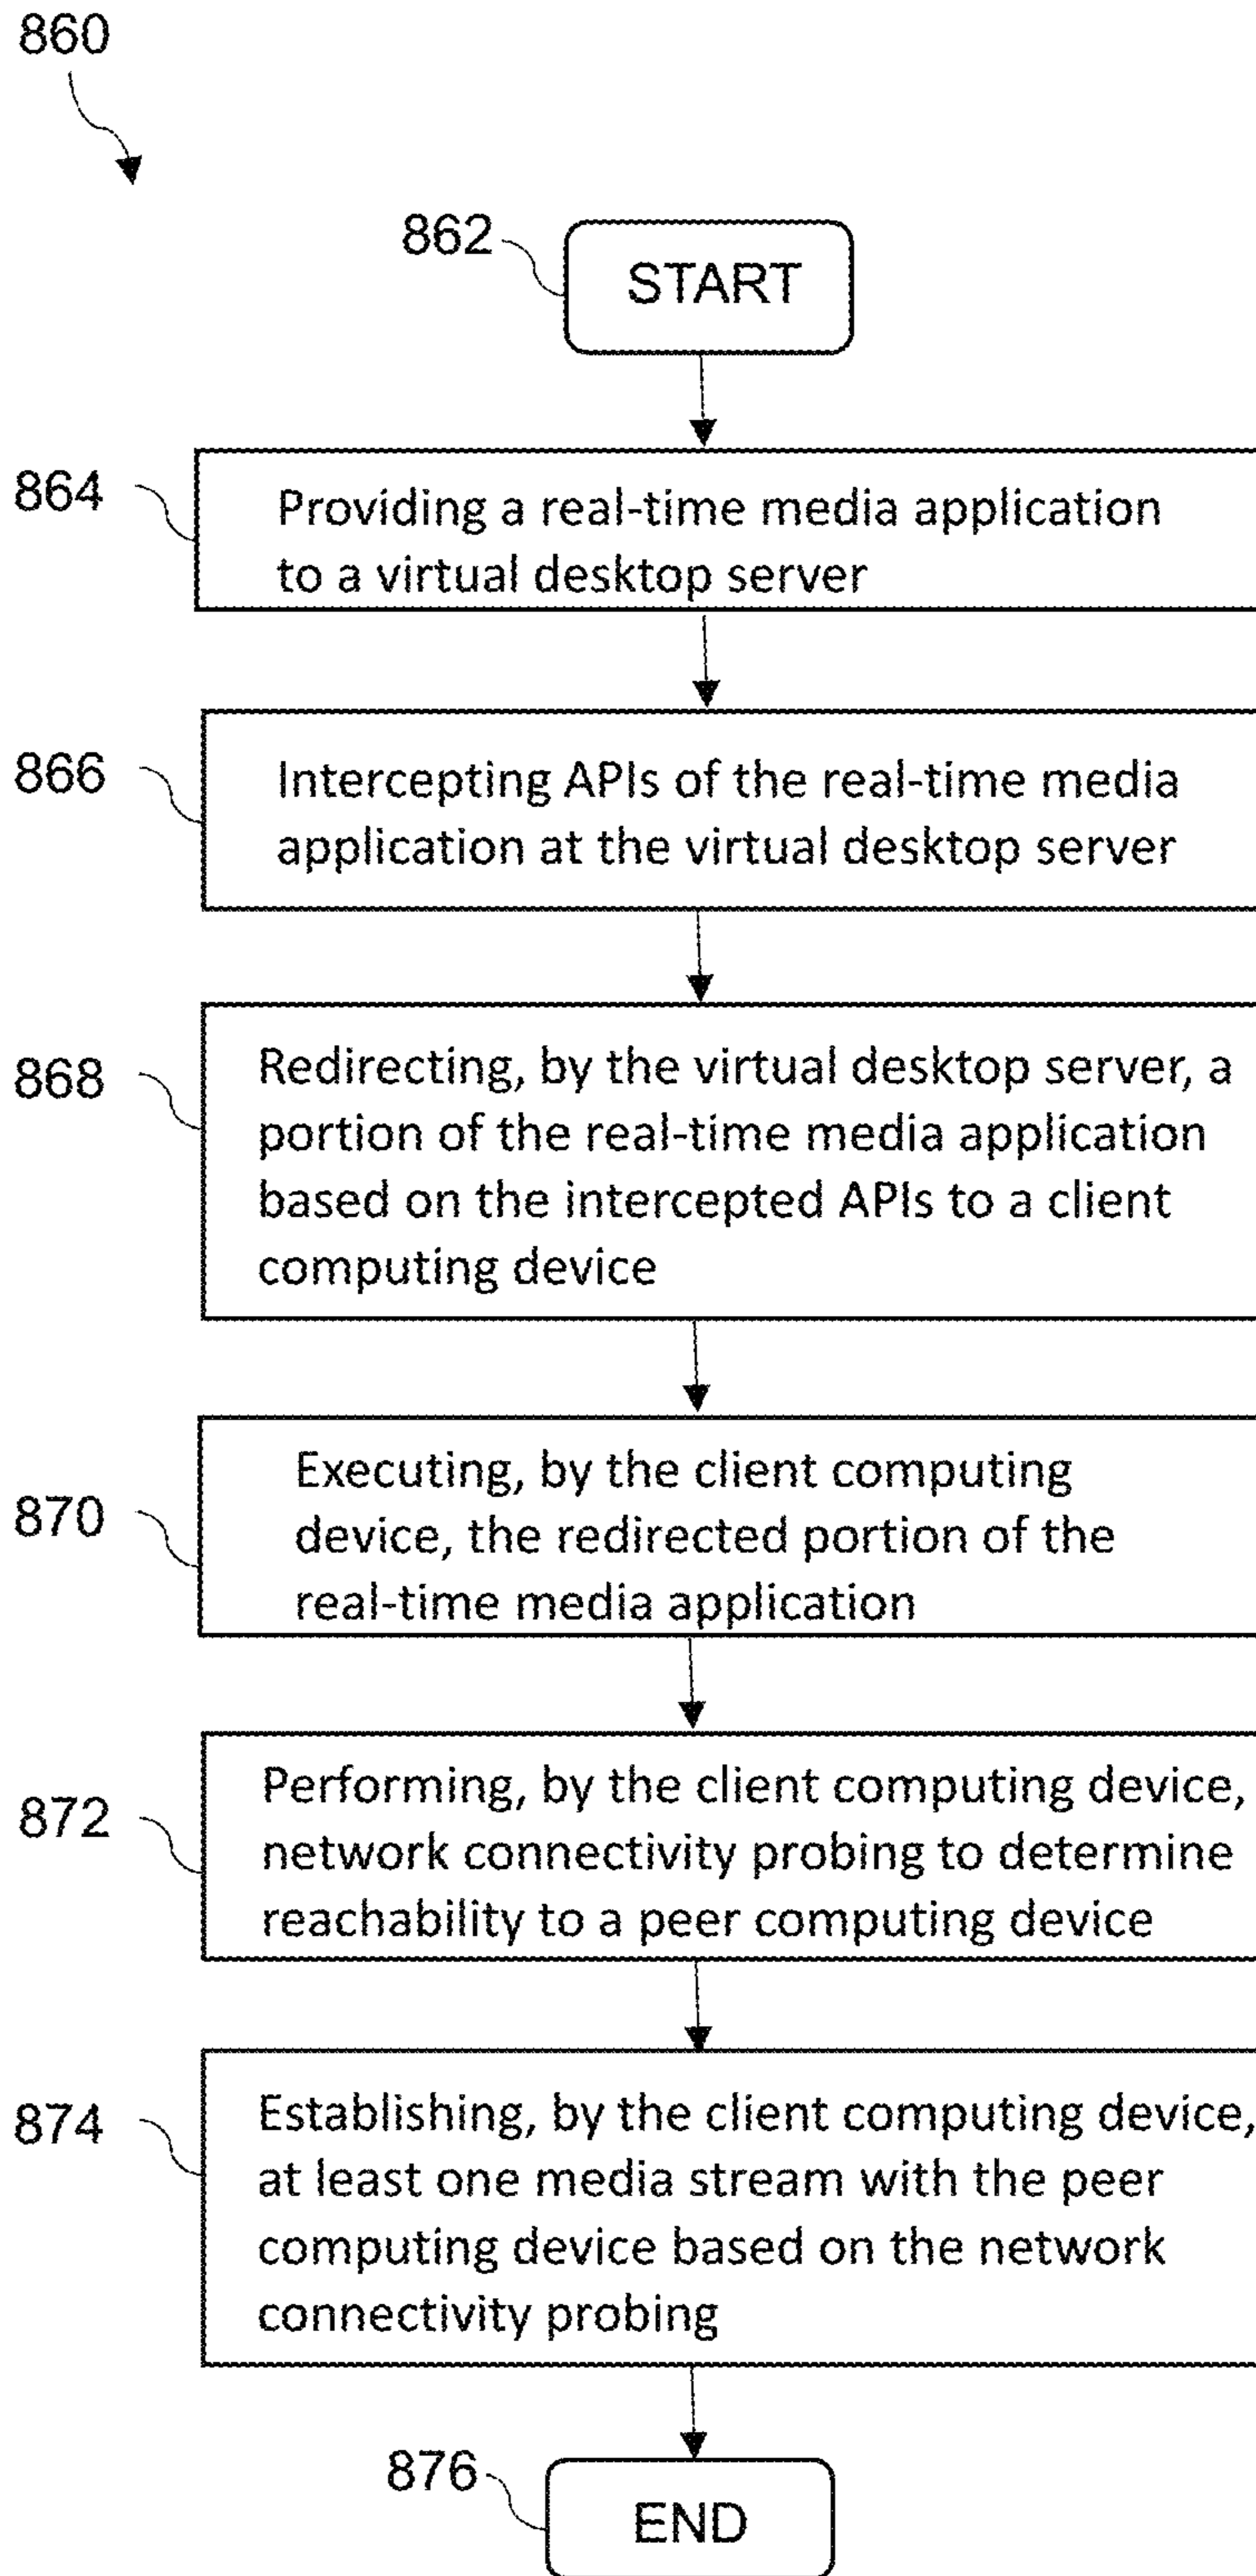 860
862
START
864
Providing a real-time media application
to a virtual desktop server
866
Intercepting APIs of the real-time media
application at the virtual desktop server
868
Redirecting, by the virtual desktop server, a
portion of the real-time media application
based on the intercepted APIs to a client
computing device
870
Executing, by the client computing
device, the redirected portion of the
real-time media application
872
Performing, by the client computing device,
network connectivity probing to determine
reachability to a peer computing device
874
Establishing, by the client computing device,
at least one media stream with the peer
computing device based on the network
connectivity probing
876
END